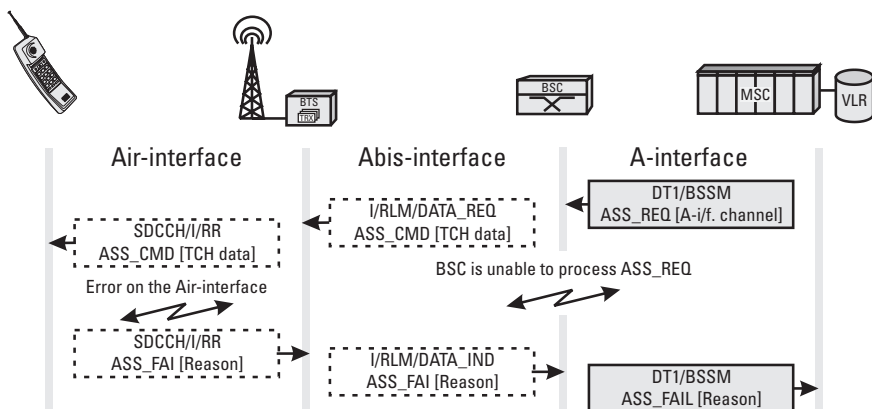 BTS
TRX
BSC
MSC
VLR
Air-interface
Abis-interface
A-interface
DT1/BSSM
ASS_REQ [A-i/f. channel]
I/RLM/DATA_REQ
ASS_CMD [TCH data]
SDCCH/I/RR
ASS_CMD [TCH data]
BSC is unable to process ASS_REQ
Error on the Air-interface
SDCCH/I/RR
ASS_FAI [Reason]
I/RLM/DATA_IND
ASS_FAI [Reason]
DT1/BSSM
ASS_FAIL [Reason]